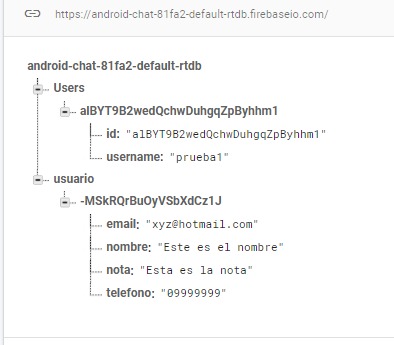 https://android-chat-81fa2-default-rtdb.firebaseio.com/
android-chat-81fa2-default-rtdb
Users
alBYT9B2wedQchwDuhgqZpByhhm1
id: "alBYT9B2wedQchwDuhgqZpByhhm1"
username: "prueba1"
usuario
-MSkRQrBuOyVSbXdCz1J
email: "xyz@hotmail.com"
nombre: "Este es el nombre"
nota: "Esta es la nota"
telefono: "09999999"